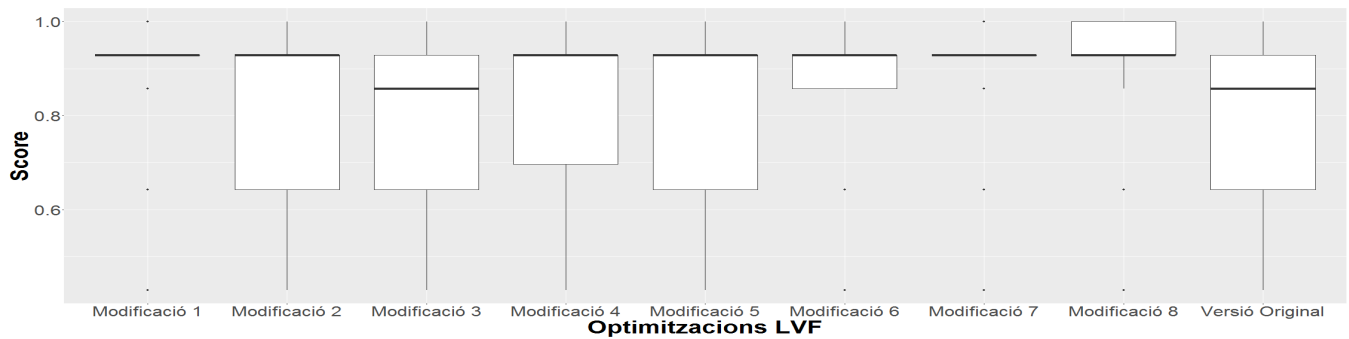 1.0
0.8
0.6
Score
Modificació 1 Modificació 2 Modificació 3 Modificació 4 Modificació 5 Modificació 6 Modificació 7 Modificació 8 Versió Original
Optimitzacions LVF